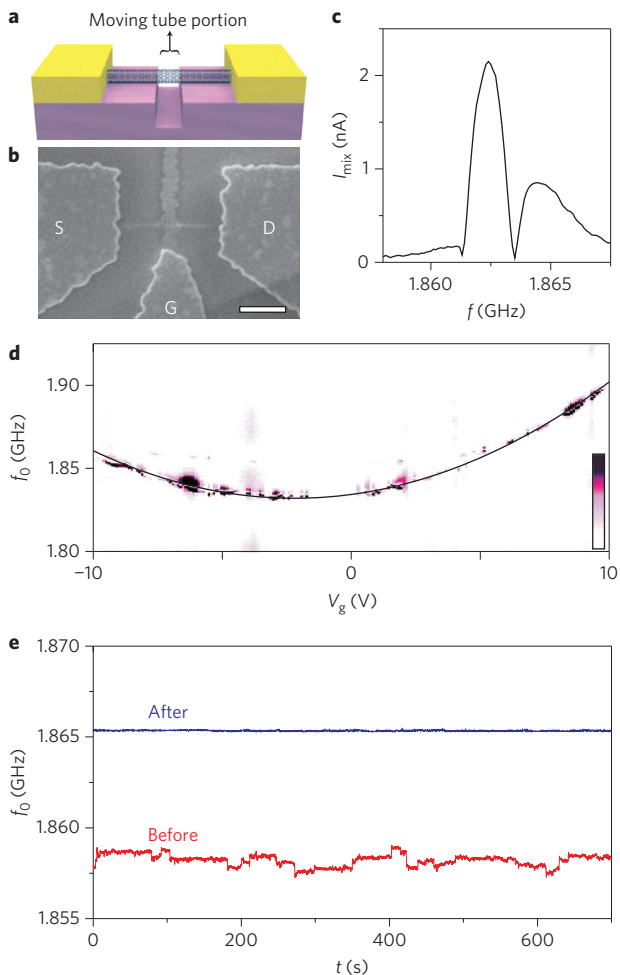 a
Moving tube portion
b
S
D
G
c
I_mix (nA)
2
1
0
1.860
1.865
f (GHz)
d
f_0 (GHz)
1.90
1.85
1.80
−10
0
10
V_g (V)
e
f_0 (GHz)
1.870
1.865
1.860
1.855
After
Before
0
200
400
600
t (s)